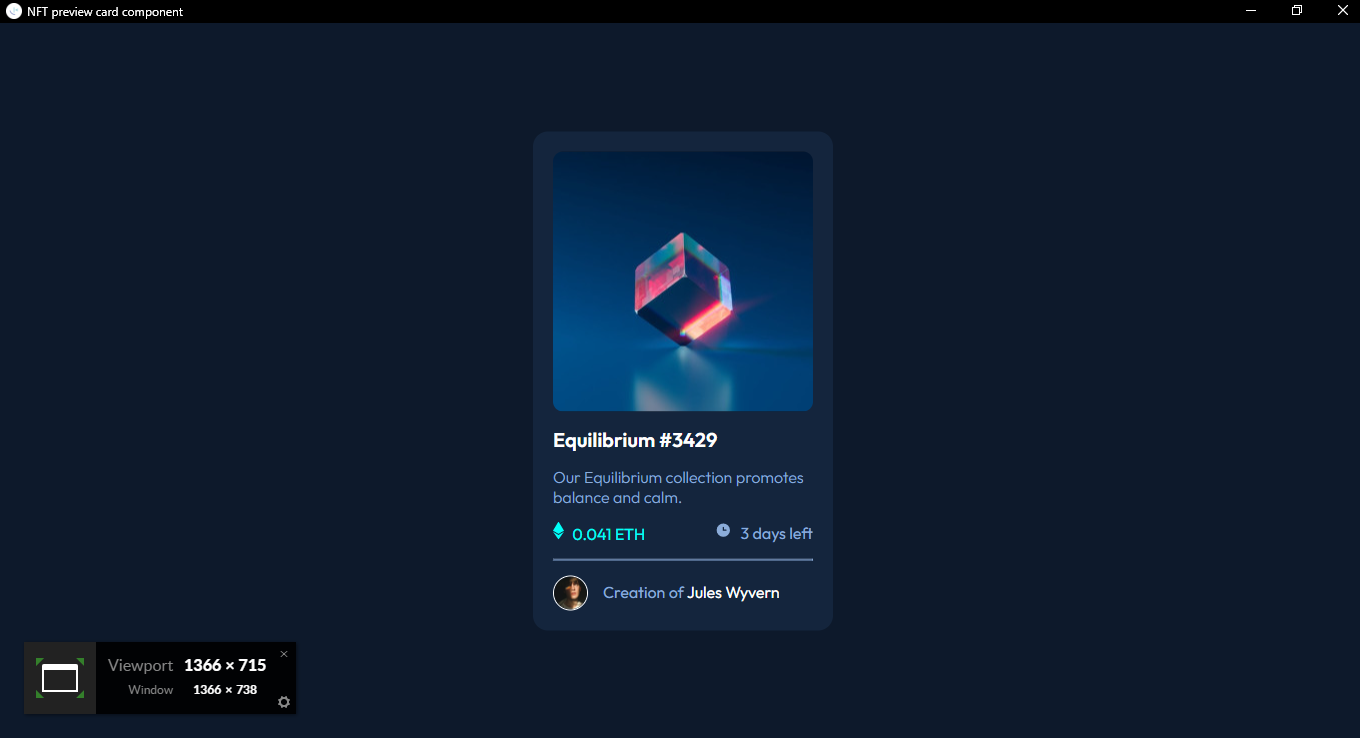 NFT preview card component
Equilibrium #3429
Our Equilibrium collection promotes
balance and calm.
0.041 ETH
3 days left
Creation of Jules Wyvern
Viewport 1366 × 715
Window 1366 × 738